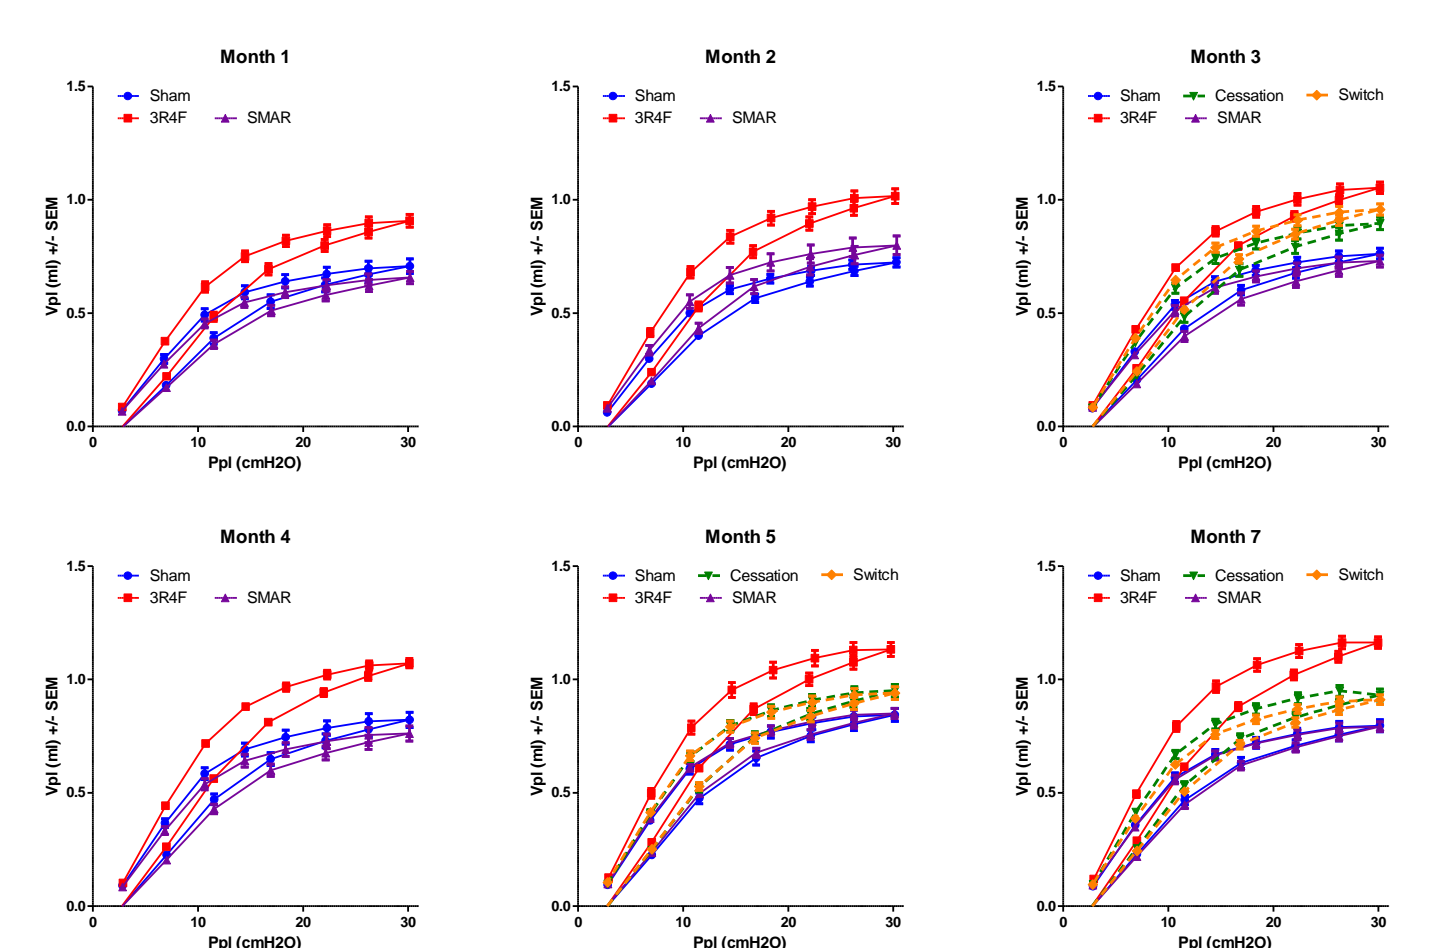 Month 1
1.5
1.0
0.5
0.0
Vpl (ml) +/- SEM
Sham
3R4F
SMAR
0 10 20 30
Ppl (cmH2O)
Month 2
1.5
1.0
0.5
0.0
Vpl (ml) +/- SEM
Sham
3R4F
SMAR
0 10 20 30
Ppl (cmH2O)
Month 3
1.5
1.0
0.5
0.0
Vpl (ml) +/- SEM
Sham Cessation Switch
3R4F SMAR
0 10 20 30
Ppl (cmH2O)
Month 4
1.5
1.0
0.5
0.0
Vpl (ml) +/- SEM
Sham
3R4F SMAR
0 10 20 30
Ppl (cmH2O)
Month 5
1.5
1.0
0.5
0.0
Vpl (ml) +/- SEM
Sham Cessation Switch
3R4F SMAR
0 10 20 30
Ppl (cmH2O)
Month 7
1.5
1.0
0.5
0.0
Vpl (ml) +/- SEM
Sham Cessation Switch
3R4F SMAR
0 10 20 30
Ppl (cmH2O)